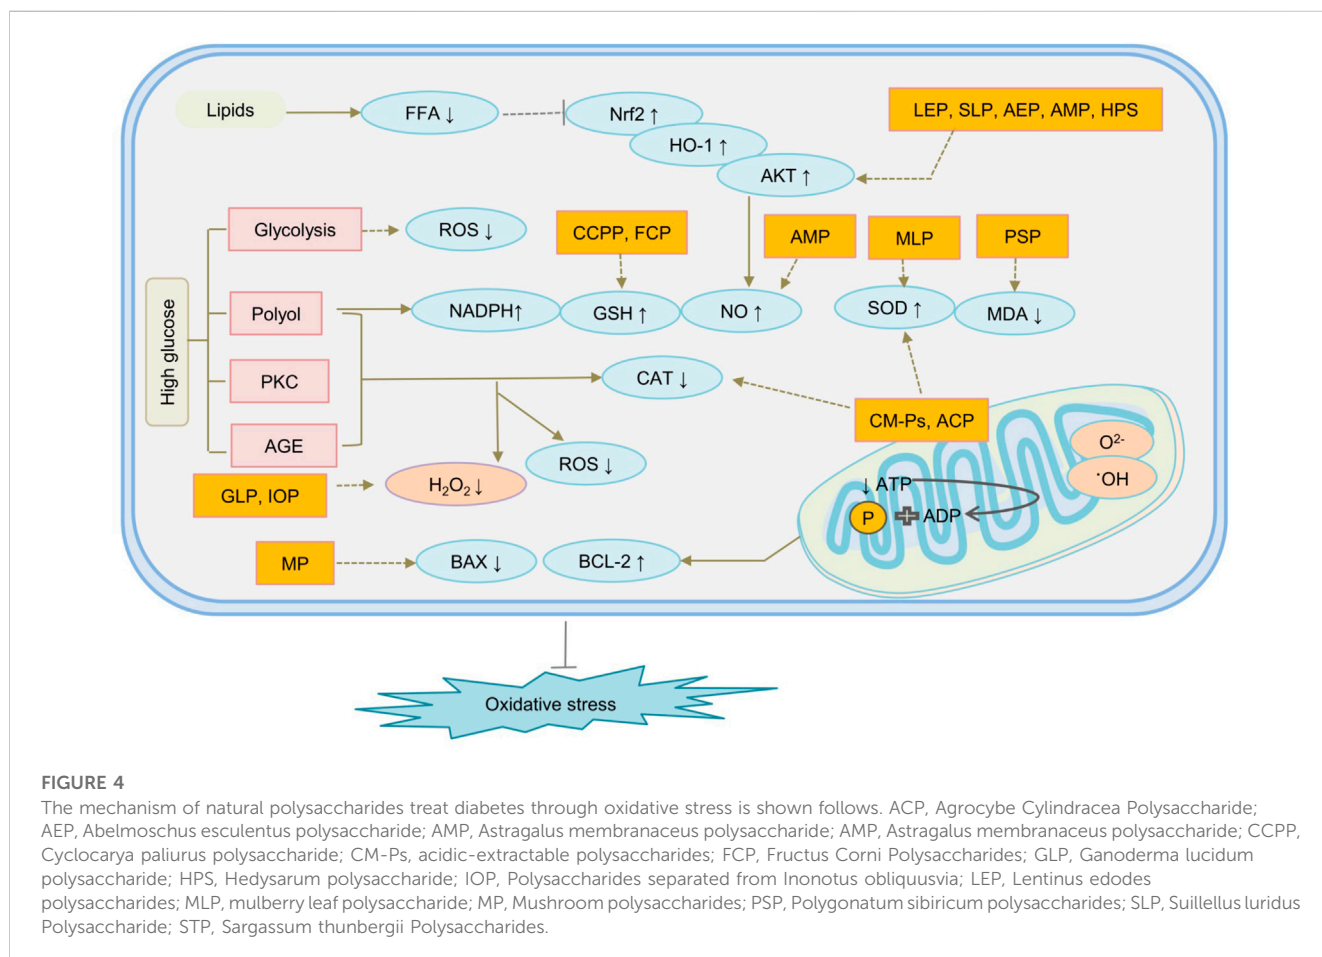 Lipids
FFA ↓
Nrf2 ↑
HO-1 ↑
AKT ↑
LEP, SLP, AEP, AMP, HPS
Glycolysis
ROS ↓
CCPP, FCP
AMP
MLP
PSP
High glucose
Polyol
NADPH↑
GSH ↑
NO ↑
SOD ↑
MDA ↓
PKC
CAT ↓
CM-Ps, ACP
AGE
ROS ↓
O²⁻
·OH
GLP, IOP
H₂O₂ ↓
↓ ATP
P
ADP
MP
BAX ↓
BCL-2 ↑
Oxidative stress
FIGURE 4
The mechanism of natural polysaccharides treat diabetes through oxidative stress is shown follows. ACP, Agrocybe Cylindracea Polysaccharide;
AEP, Abelmoschus esculentus polysaccharide; AMP, Astragalus membranaceus polysaccharide; AMP, Astragalus membranaceus polysaccharide; CCPP,
Cyclocarya paliurus polysaccharide; CM-Ps, acidic-extractable polysaccharides; FCP, Fructus Corni Polysaccharides; GLP, Ganoderma lucidum
polysaccharide; HPS, Hedysarum polysaccharide; IOP, Polysaccharides separated from Inonotus obliquusvia; LEP, Lentinus edodes
polysaccharides; MLP, mulberry leaf polysaccharide; MP, Mushroom polysaccharides; PSP, Polygonatum sibiricum polysaccharides; SLP, Suillellus luridus
Polysaccharide; STP, Sargassum thunbergii Polysaccharides.